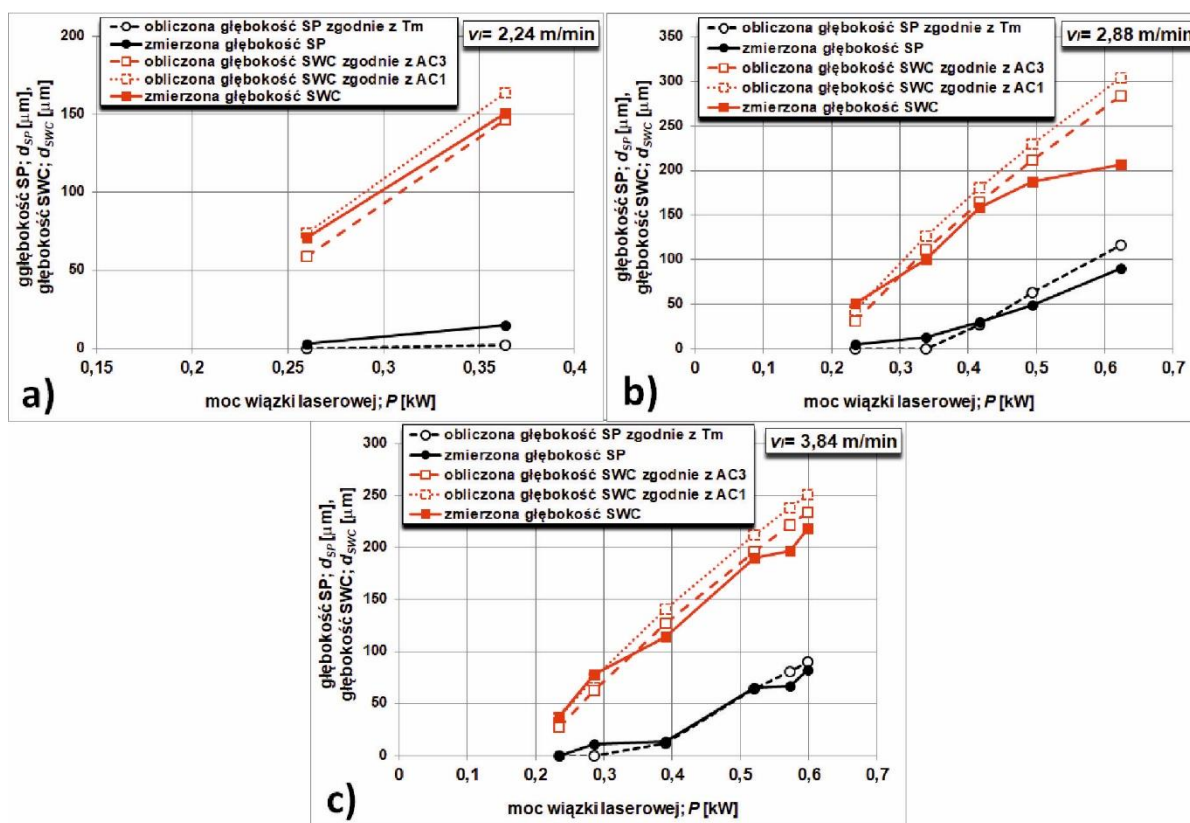 obliczona głębokość SP zgodnie z Tm
zmierzona głębokość SP
obliczona głębokość SWC zgodnie z AC3
obliczona głębokość SWC zgodnie z AC1
zmierzona głębokość SWC
vl= 2,24 m/min
ggłębokość SP; dSP [µm],
głębokość SWC; dSWC [µm]
200
150
100
50
0
0,15
0,2
0,25
0,3
0,35
0,4
a)
moc wiązki laserowej; P [kW]
obliczona głębokość SP zgodnie z Tm
zmierzona głębokość SP
obliczona głębokość SWC zgodnie z AC3
obliczona głębokość SWC zgodnie z AC1
zmierzona głębokość SWC
vl= 2,88 m/min
głębokość SP; dSP [µm],
głębokość SWC; dSWC [µm]
350
300
250
200
150
100
50
0
0
0,1
0,2
0,3
0,4
0,5
0,6
0,7
b)
moc wiązki laserowej; P [kW]
obliczona głębokość SP zgodnie z Tm
zmierzona głębokość SP
obliczona głębokość SWC zgodnie z AC3
obliczona głębokość SWC zgodnie z AC1
zmierzona głębokość SWC
vl= 3,84 m/min
głębokość SP; dSP [µm],
głębokość SWC; dSWC [µm]
300
250
200
150
100
50
0
0
0,1
0,2
0,3
0,4
0,5
0,6
0,7
c)
moc wiązki laserowej; P [kW]